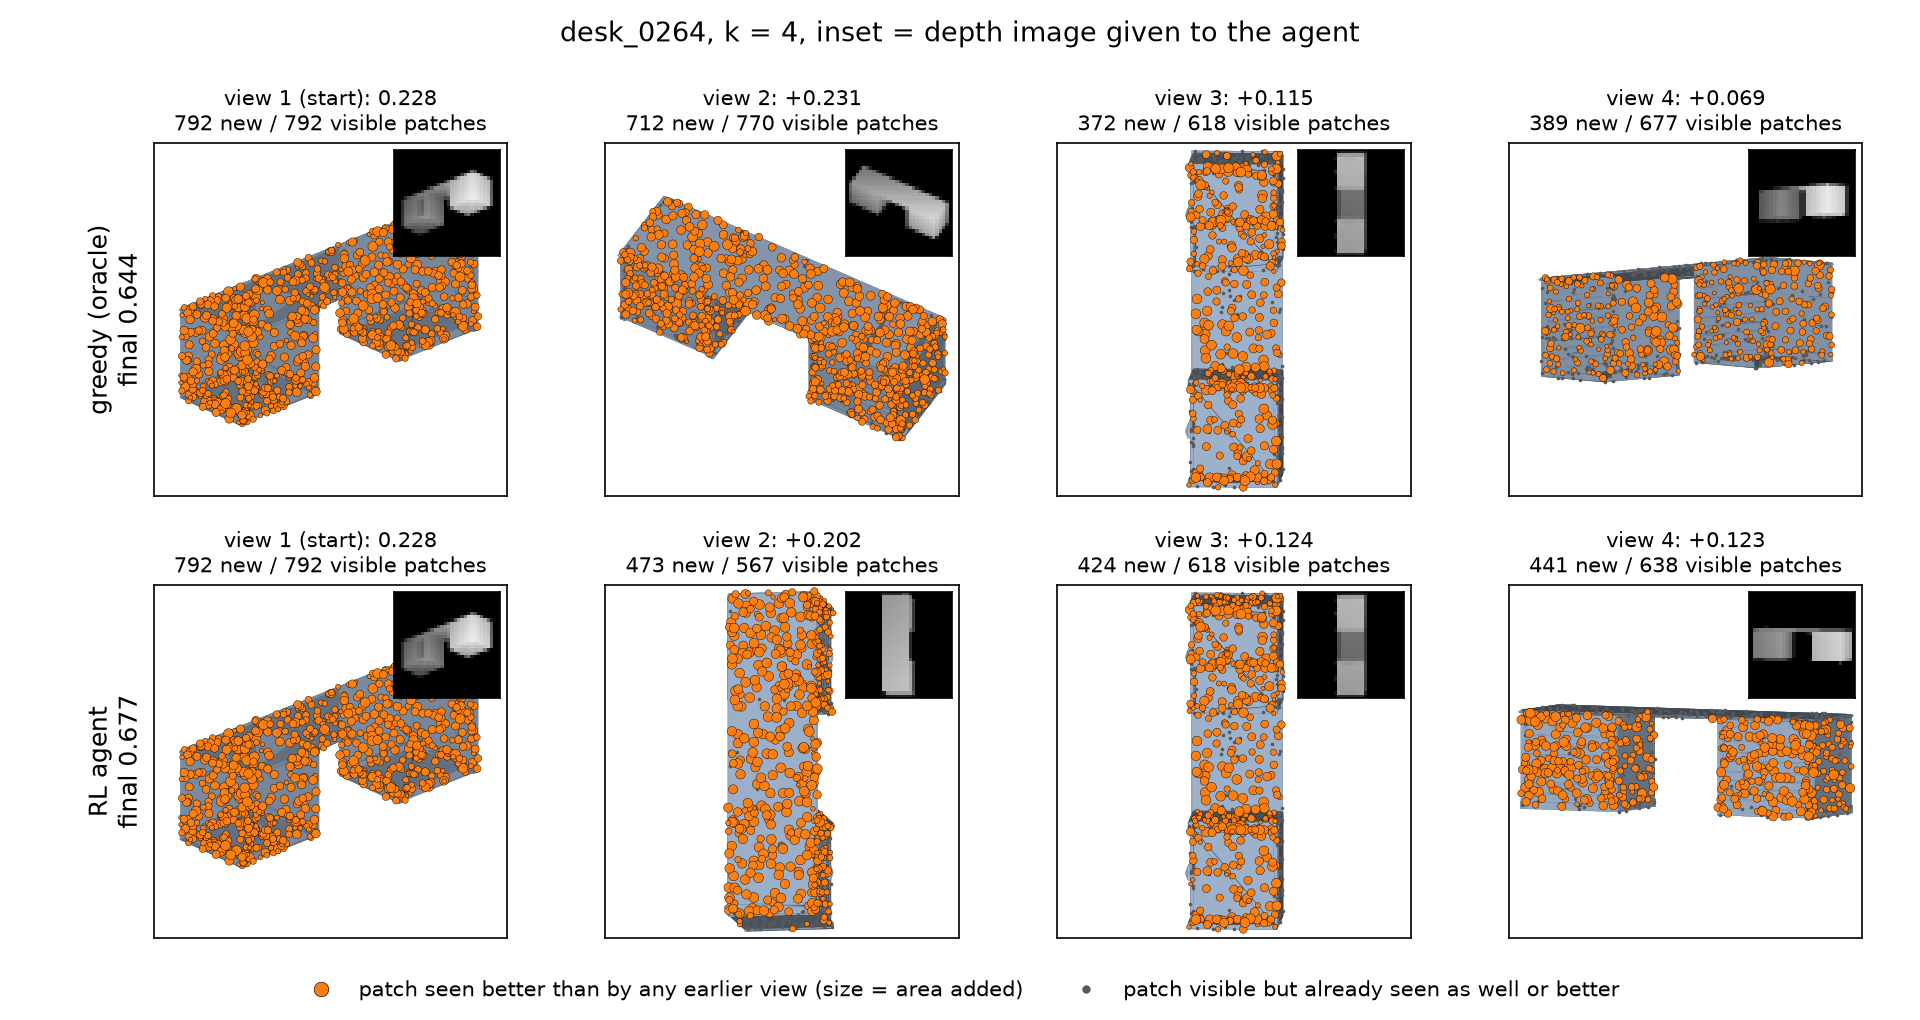 desk_0264, k = 4, inset = depth image given to the agent
view 1 (start): 0.228
792 new / 792 visible patches
view 2: +0.231
712 new / 770 visible patches
view 3: +0.115
372 new / 618 visible patches
view 4: +0.069
389 new / 677 visible patches
greedy (oracle)
final 0.644
view 1 (start): 0.228
792 new / 792 visible patches
view 2: +0.202
473 new / 567 visible patches
view 3: +0.124
424 new / 618 visible patches
view 4: +0.123
441 new / 638 visible patches
RL agent
final 0.677
patch seen better than by any earlier view (size = area added)
patch visible but already seen as well or better